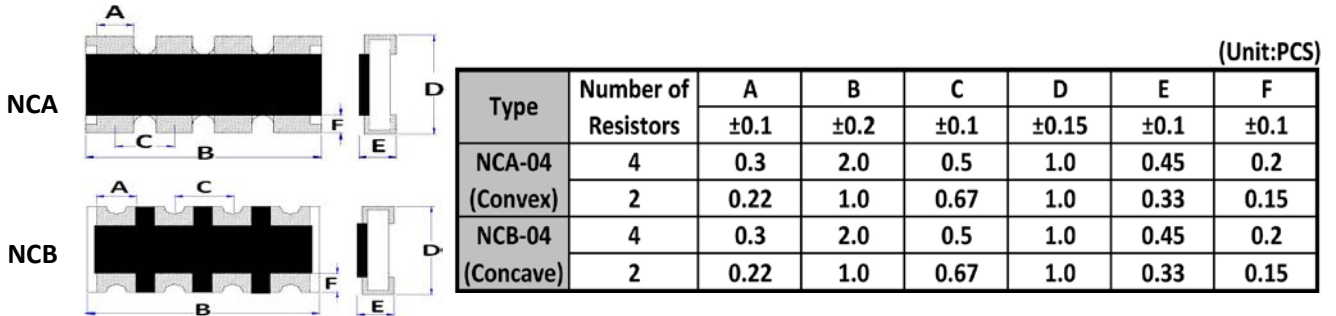 NCA
A
C
B
F
D
E
NCB
A
C
B
F
D
E
(Unit:PCS)
Type Number of Resistors A B C D E F
±0.1 ±0.2 ±0.1 ±0.15 ±0.1 ±0.1
NCA-04 (Convex) 4 0.3 2.0 0.5 1.0 0.45 0.2
2 0.22 1.0 0.67 1.0 0.33 0.15
NCB-04 (Concave) 4 0.3 2.0 0.5 1.0 0.45 0.2
2 0.22 1.0 0.67 1.0 0.33 0.15